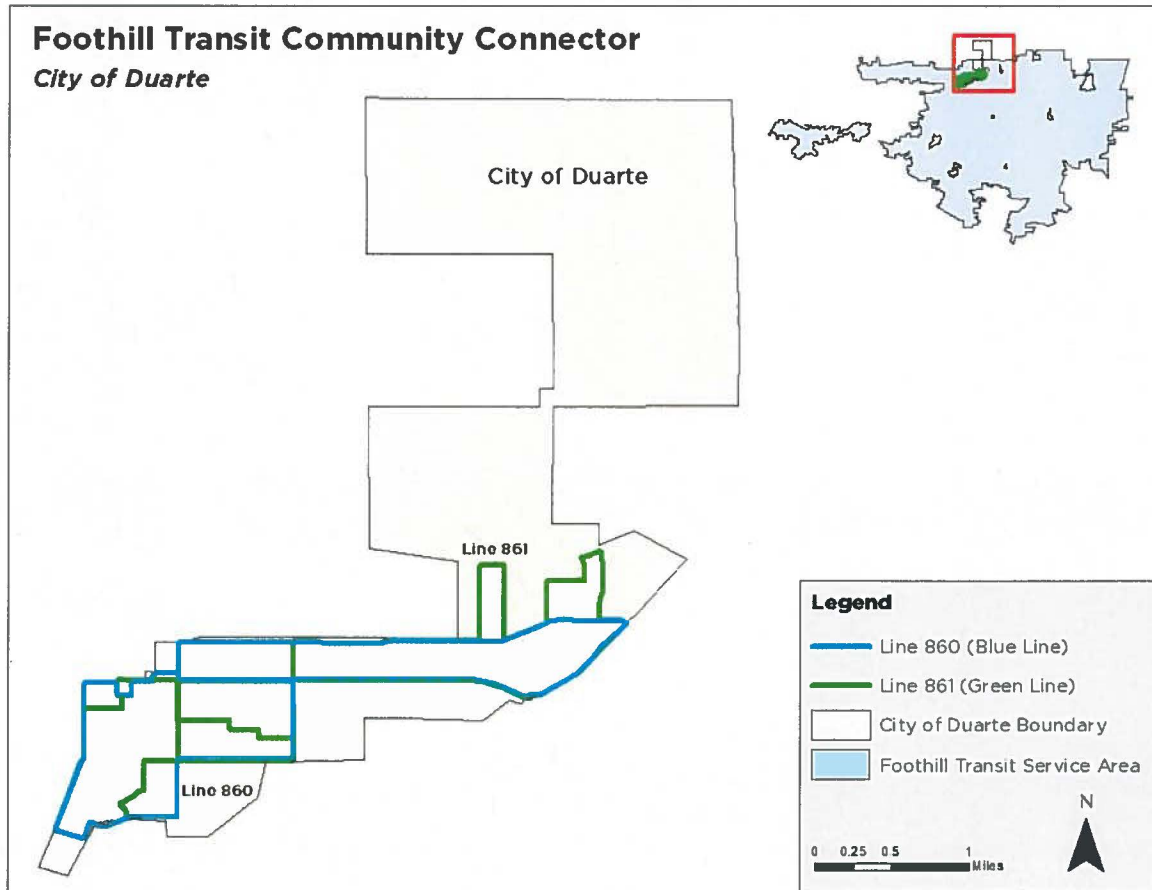 Foothill Transit Community Connector
City of Duarte
City of Duarte
Line 861
Line 860
Legend
Line 860 (Blue Line)
Line 861 (Green Line)
City of Duarte Boundary
Foothill Transit Service Area
N
0 0.25 0.5 1
Miles